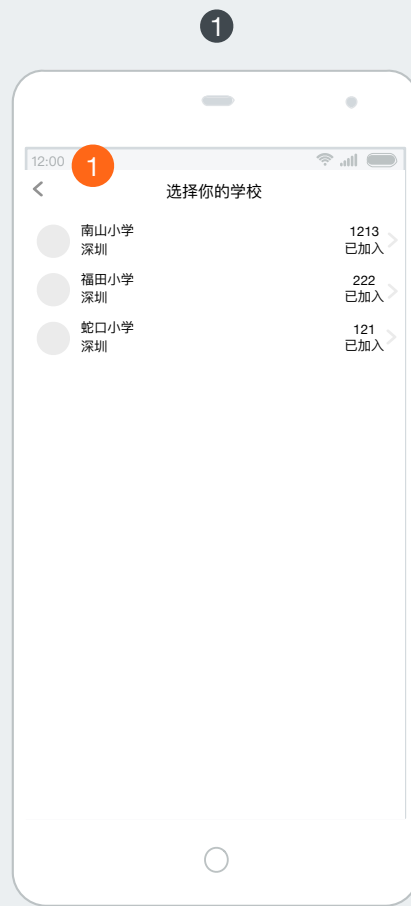 1
12:00
1
选择你的学校
南山小学
深圳
1213
已加入
福田小学
深圳
222
已加入
蛇口小学
深圳
121
已加入